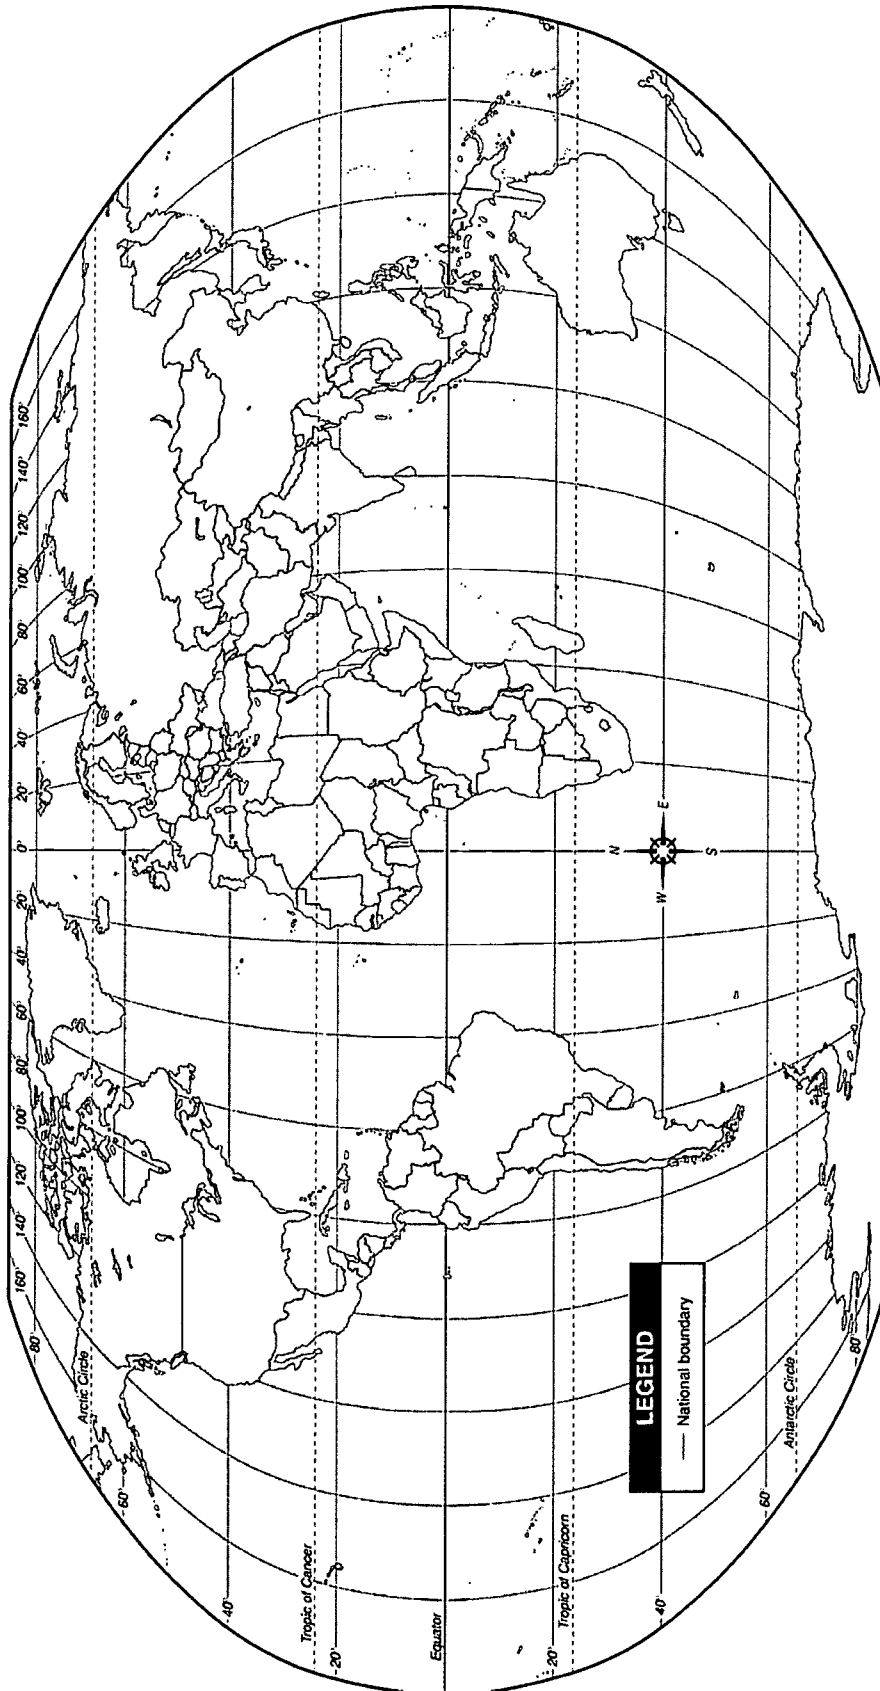 160° 140° 120° 100° 80° 60° 40° 20° 0° 20° 40° 60° 80° 100° 120° 140° 160°
80°
Arctic Circle
60°
40°
Tropic of Cancer
20°
Equator
20°
Tropic of Capricorn
40°
60°
Antarctic Circle
80°
N
W
E
S
LEGEND
National boundary